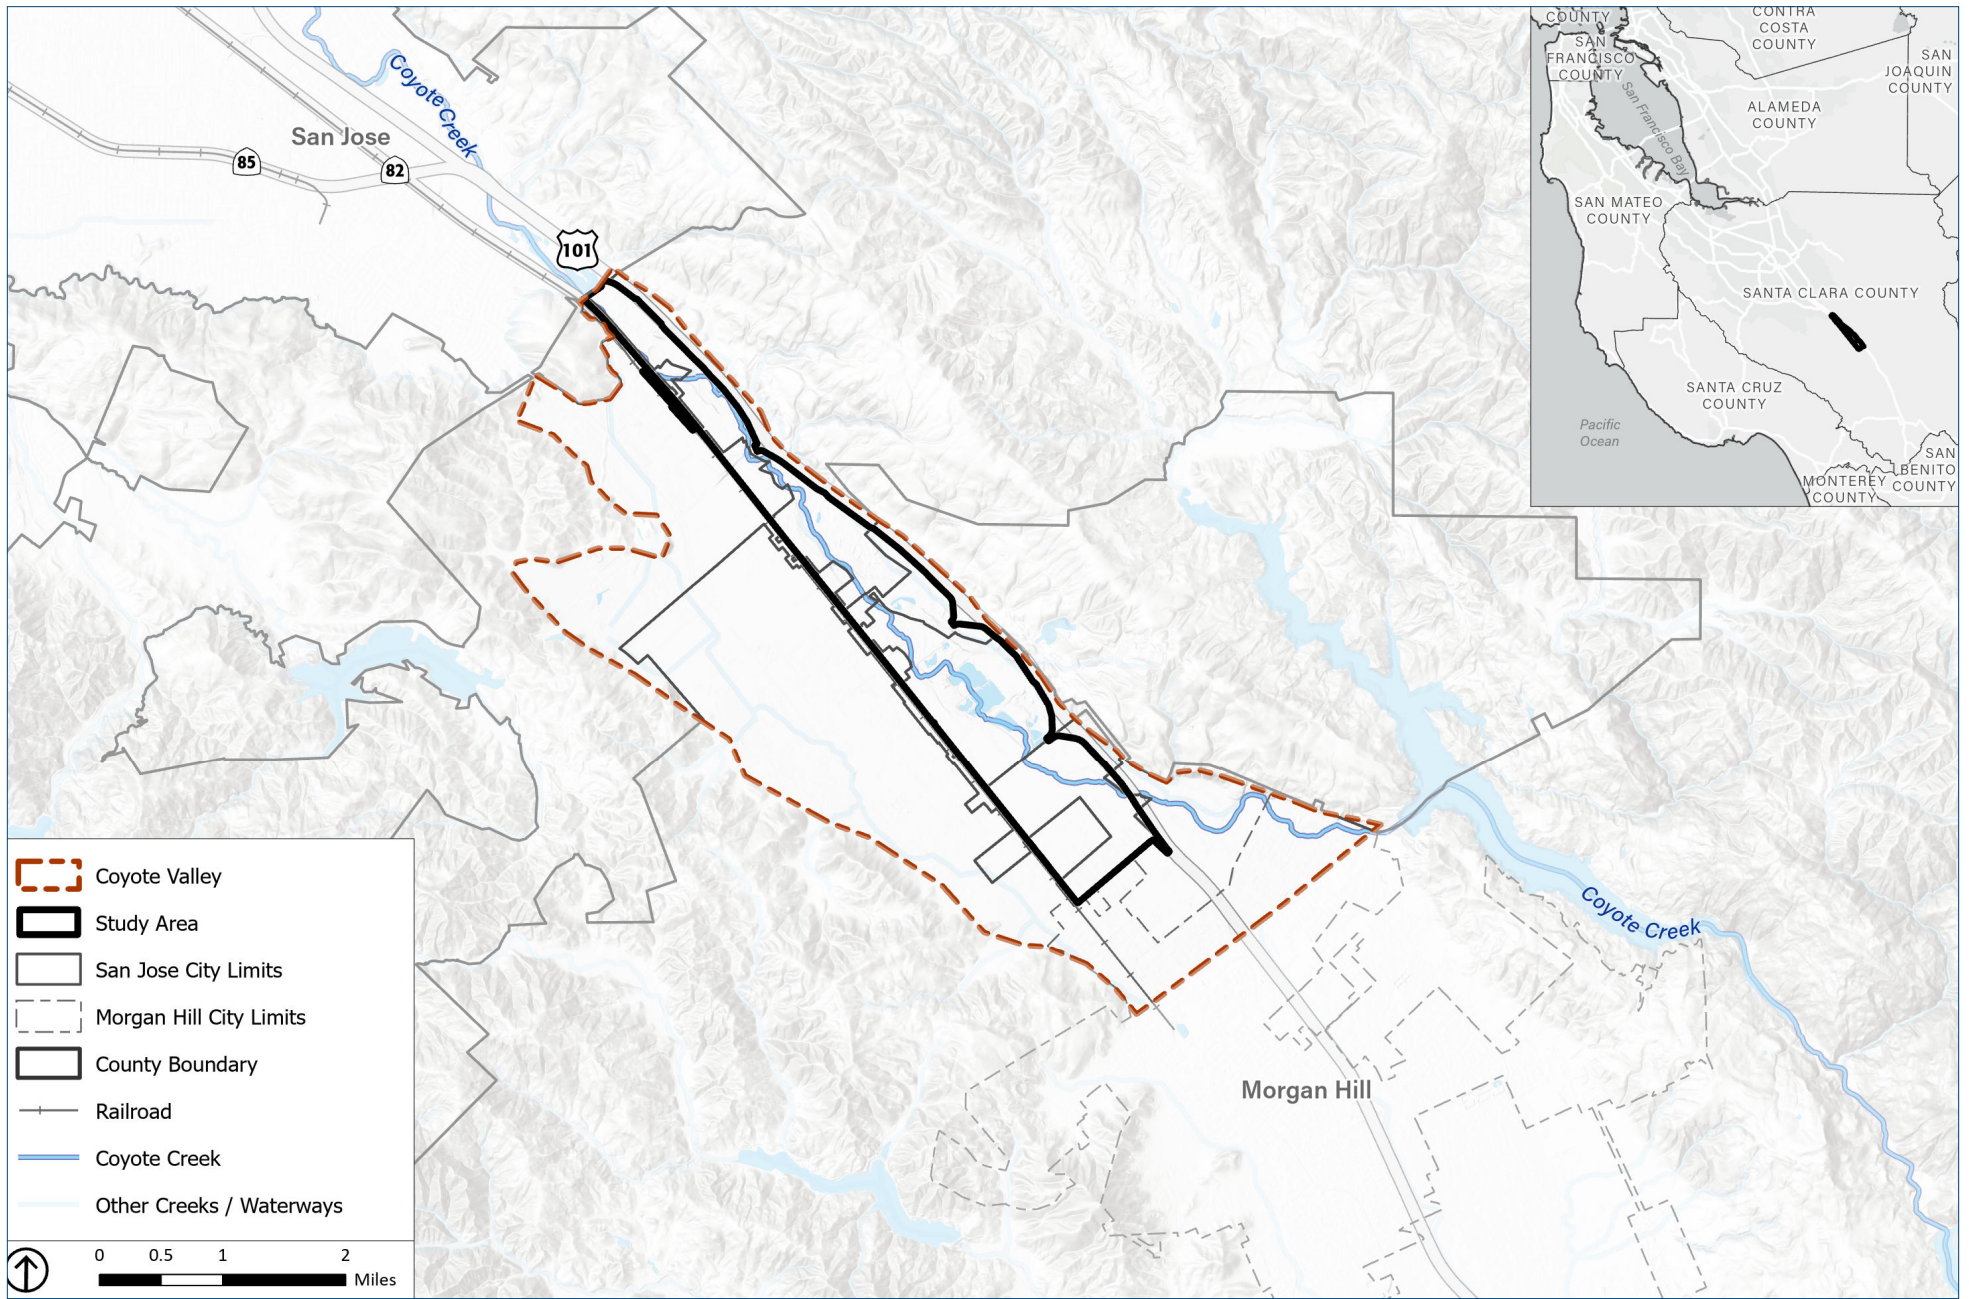 Coyote Creek
San Jose
85
82
101
COUNTY
SAN
FRANCISCO
COUNTY
CONTRA
COSTA
COUNTY
SAN
JOAQUIN
COUNTY
ALAMEDA
COUNTY
San Francisco Bay
SAN MATEO
COUNTY
SANTA CLARA COUNTY
SANTA CRUZ
COUNTY
Pacific
Ocean
SAN
BENITO
COUNTY
MONTEREY
COUNTY
Coyote Creek
Morgan Hill
Coyote Valley
Study Area
San Jose City Limits
Morgan Hill City Limits
County Boundary
Railroad
Coyote Creek
Other Creeks / Waterways
0 0.5 1 2
Miles